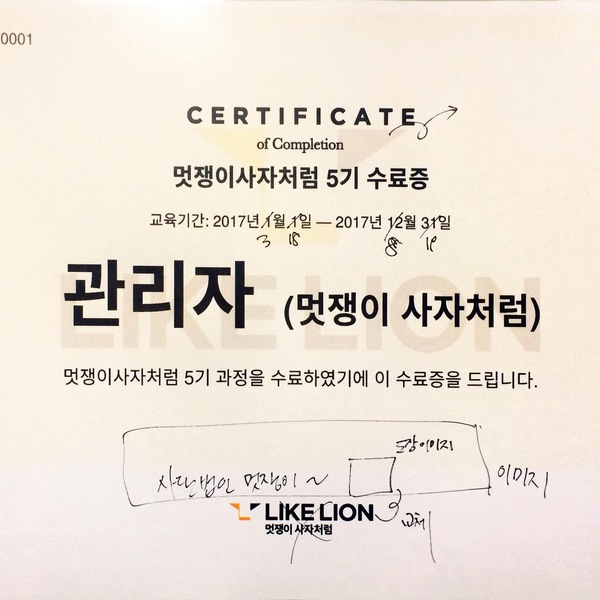 0001
CERTIFICATE
of Completion
멋쟁이사자처럼 5기 수료증
교육기간: 2017년 1월 1일 — 2017년 12월 31일
3 18
관리자 (멋쟁이 사자처럼)
LIKE LION
멋쟁이사자처럼 5기 과정을 수료하였기에 이 수료증을 드립니다.
도장이미지
사단법인 멋쟁이 ~
이미지
LIKE LION
교체
멋쟁이 사자처럼